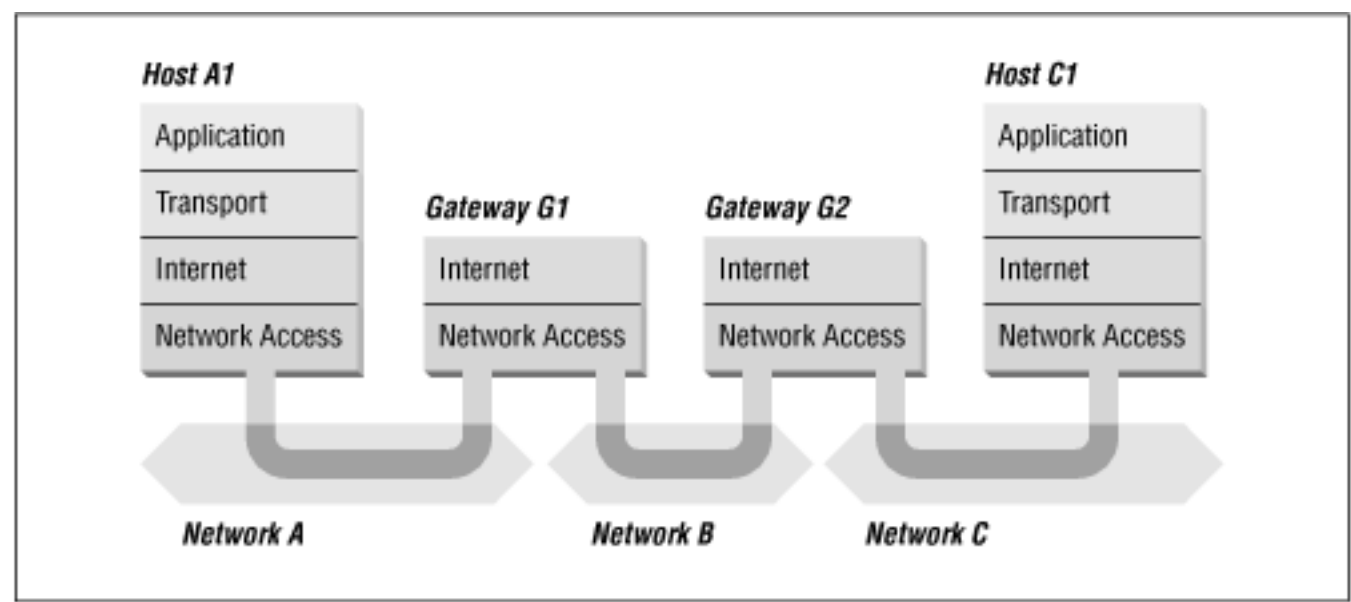 Host A1
Application
Transport
Internet
Network Access
Gateway G1
Internet
Network Access
Gateway G2
Internet
Network Access
Host C1
Application
Transport
Internet
Network Access
Network A
Network B
Network C